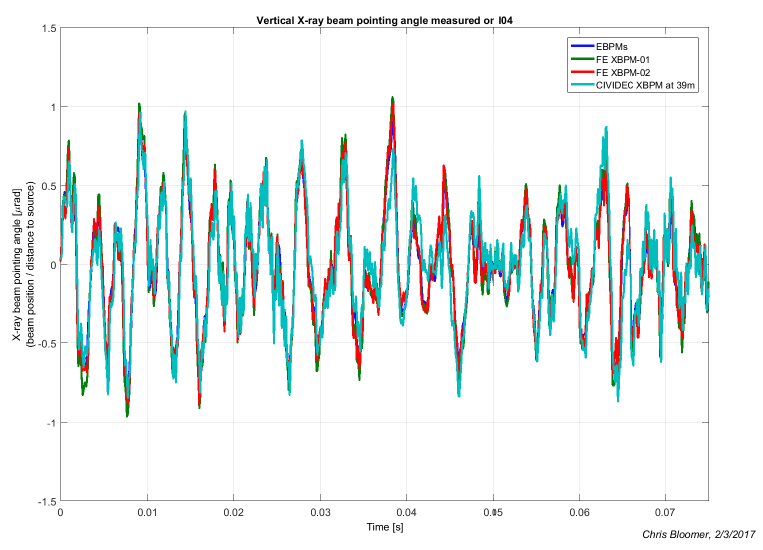 Vertical X-ray beam pointing angle measured or I04
EBPMs
FE XBPM-01
FE XBPM-02
CIVIDEC XBPM at 39m
X-ray beam pointing angle [μrad]
(beam position / distance to source)
1.5
1
0.5
0
-0.5
-1
-1.5
0
0.01
0.02
0.03
0.04
0.05
0.06
0.07
Time [s]
Chris Bloomer, 2/3/2017